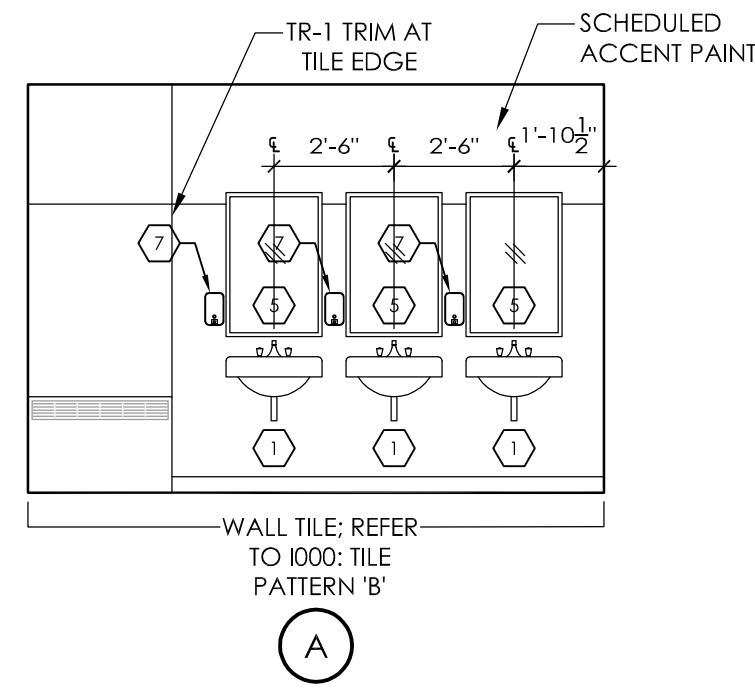 TR-1 TRIM AT
TILE EDGE
SCHEDULED
ACCENT PAINT
℄ 2'-6" ℄ 2'-6" ℄ 1'-10½"
7 7 7
5 5 5
1 1 1
WALL TILE; REFER
TO I000: TILE
PATTERN 'B'
A